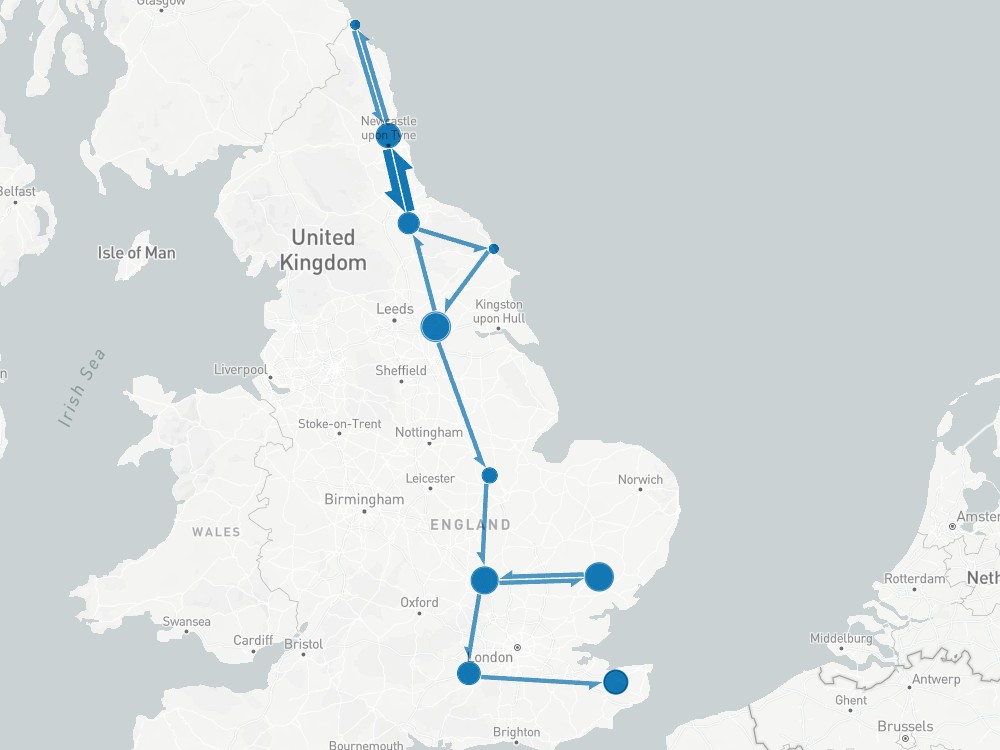 Glasgow
Newcastle
upon Tyne
Belfast
Isle of Man
United
Kingdom
Leeds
Kingston
upon Hull
Irish Sea
Liverpool
Sheffield
Stoke-on-Trent
Nottingham
Leicester
Norwich
Birmingham
ENGLAND
WALES
Amster
Neth
Rotterdam
Oxford
Swansea
Cardiff
Bristol
London
Middelburg
Antwerp
Ghent
Brussels
Brighton
Bournemouth